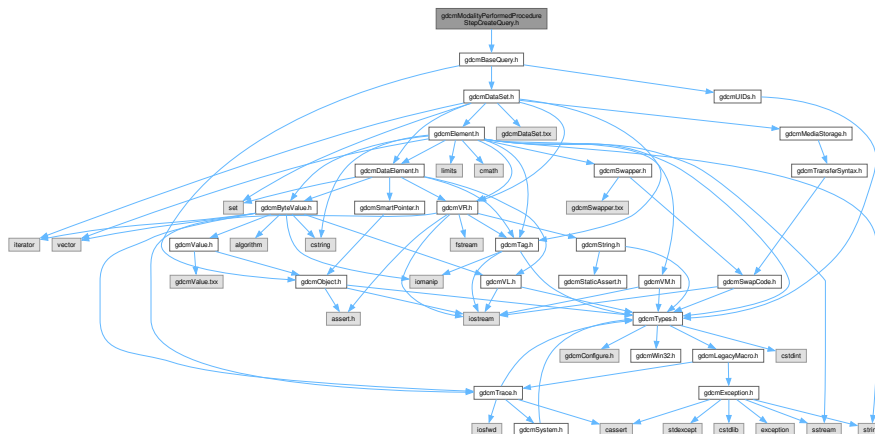 gdcmModalityPerformedProcedure
StepCreateQuery.h
gdcmBaseQuery.h
gdcmDataSet.h
gdcmUIDs.h
gdcmElement.h
gdcmDataSet.txx
gdcmMediaStorage.h
gdcmDataElement.h
limits
cmath
gdcmSwapper.h
gdcmTransferSyntax.h
set
gdcmByteValue.h
gdcmSmartPointer.h
gdcmVR.h
gdcmSwapper.txx
iterator
vector
gdcmValue.h
algorithm
cstring
fstream
gdcmTag.h
gdcmString.h
gdcmValue.txx
gdcmObject.h
iomanip
gdcmVL.h
gdcmStaticAssert.h
gdcmVM.h
gdcmSwapCode.h
assert.h
iostream
gdcmTypes.h
gdcmConfigure.h
gdcmWin32.h
gdcmLegacyMacro.h
cstdint
gdcmTrace.h
gdcmException.h
iosfwd
gdcmSystem.h
cassert
stdexcept
cstdlib
exception
sstream